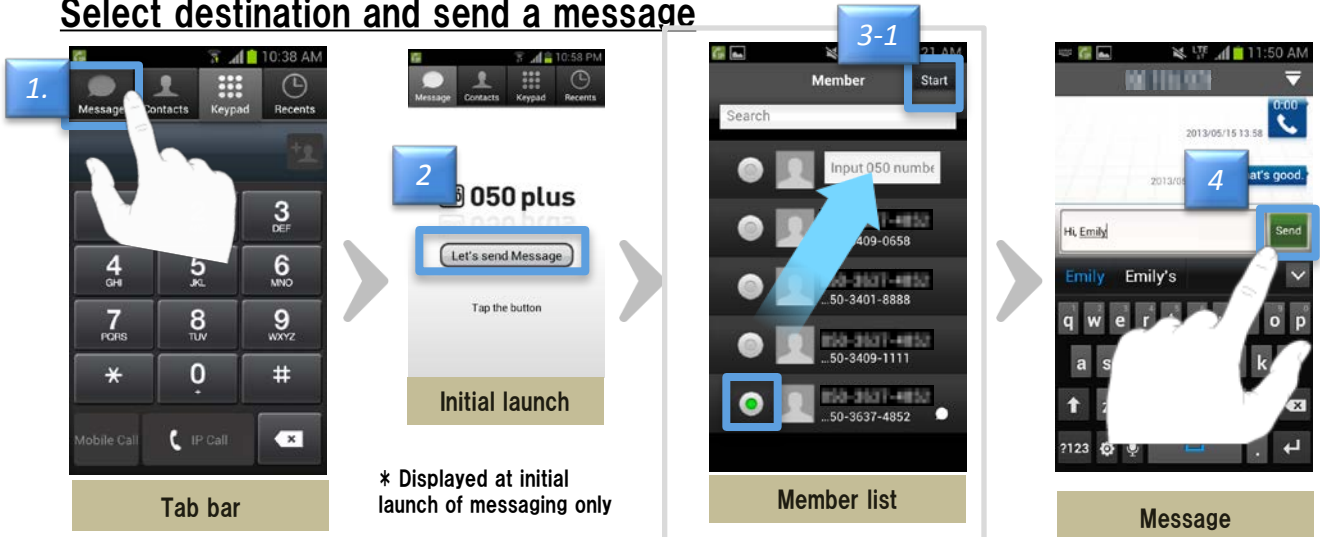 Select destination and send a message
1.
10:38 AM
Message
Contacts
Keypad
Recents
3
DEF
4
GHI
5
JKL
6
MNO
7
PQRS
8
TUV
9
WXYZ
*
0
+
#
Mobile Call
IP Call
Tab bar
10:58 PM
Message
Contacts
Keypad
Recents
2
050 plus
Let's send Message
Tap the button
Initial launch
* Displayed at initial
launch of messaging only
3-1
21 AM
Member
Start
Search
Input 050 numbe
409-0658
50-3401-8888
...50-3409-1111
...50-3637-4852
Member list
LTE
11:50 AM
0:00
2013/05/15 13:58
4
at's good.
Hi, Emily
Send
Emily
Emily's
q w e r
o p
a s
k
?123
.
Message